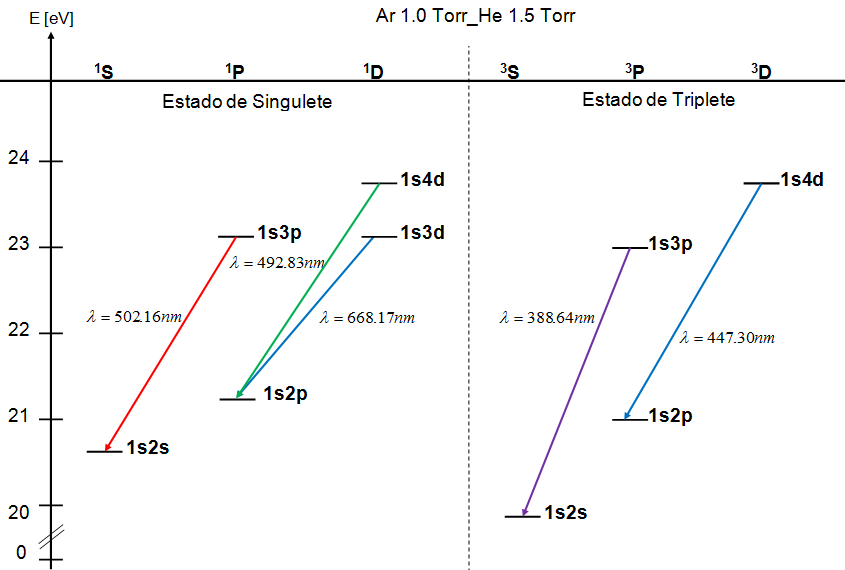 E [eV]
Ar 1.0 Torr_He 1.5 Torr
¹S
¹P
¹D
³S
³P
³D
Estado de Singulete
Estado de Triplete
24
23
22
21
20
0
1s4d
1s3p
1s3d
λ = 492.83nm
λ = 502.16nm
λ = 668.17nm
1s2p
1s2s
1s4d
1s3p
λ = 388.64nm
λ = 447.30nm
1s2p
1s2s